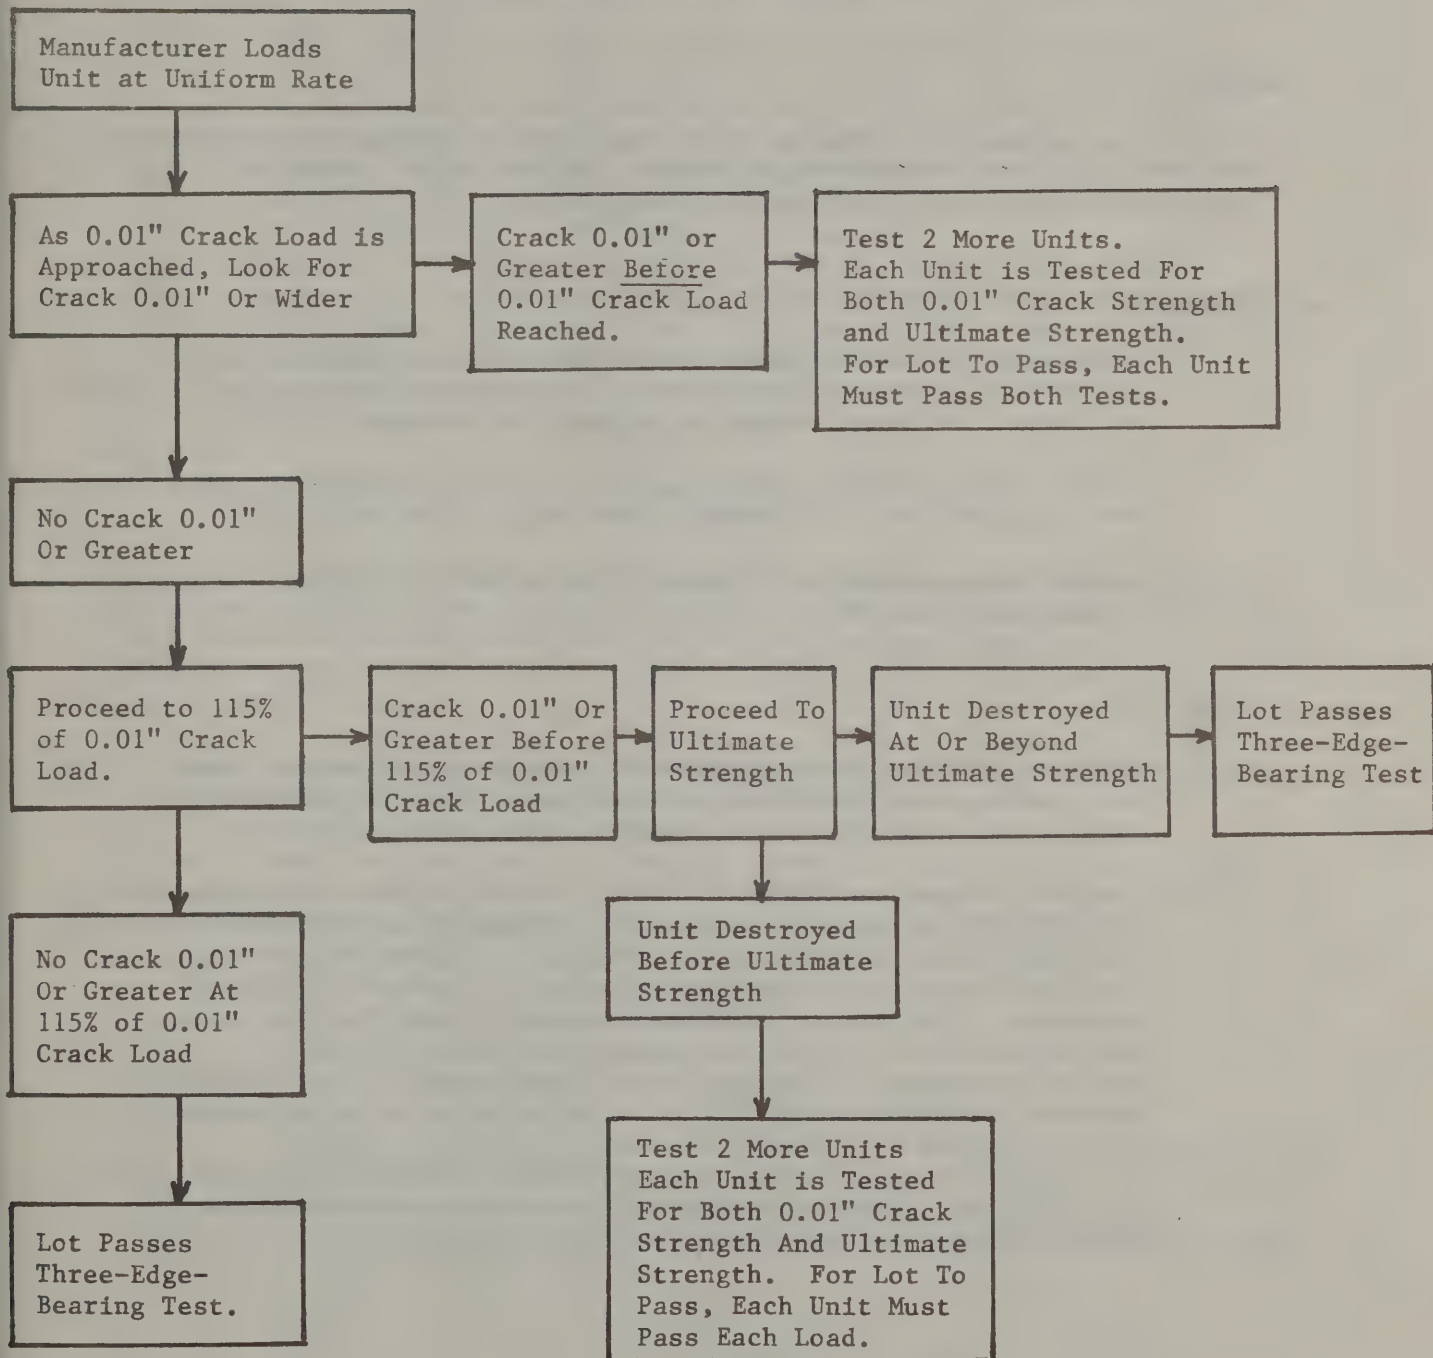 Manufacturer Loads
Unit at Uniform Rate
As 0.01" Crack Load is
Approached, Look For
Crack 0.01" Or Wider
Crack 0.01" or
Greater Before
0.01" Crack Load
Reached.
Test 2 More Units.
Each Unit is Tested For
Both 0.01" Crack Strength
and Ultimate Strength.
For Lot To Pass, Each Unit
Must Pass Both Tests.
No Crack 0.01"
Or Greater
Proceed to 115%
of 0.01" Crack
Load.
Crack 0.01" Or
Greater Before
115% of 0.01"
Crack Load
Proceed To
Ultimate
Strength
Unit Destroyed
At Or Beyond
Ultimate Strength
Lot Passes
Three-Edge-
Bearing Test
No Crack 0.01"
Or Greater At
115% of 0.01"
Crack Load
Unit Destroyed
Before Ultimate
Strength
Lot Passes
Three-Edge-
Bearing Test.
Test 2 More Units
Each Unit is Tested
For Both 0.01" Crack
Strength And Ultimate
Strength. For Lot To
Pass, Each Unit Must
Pass Each Load.